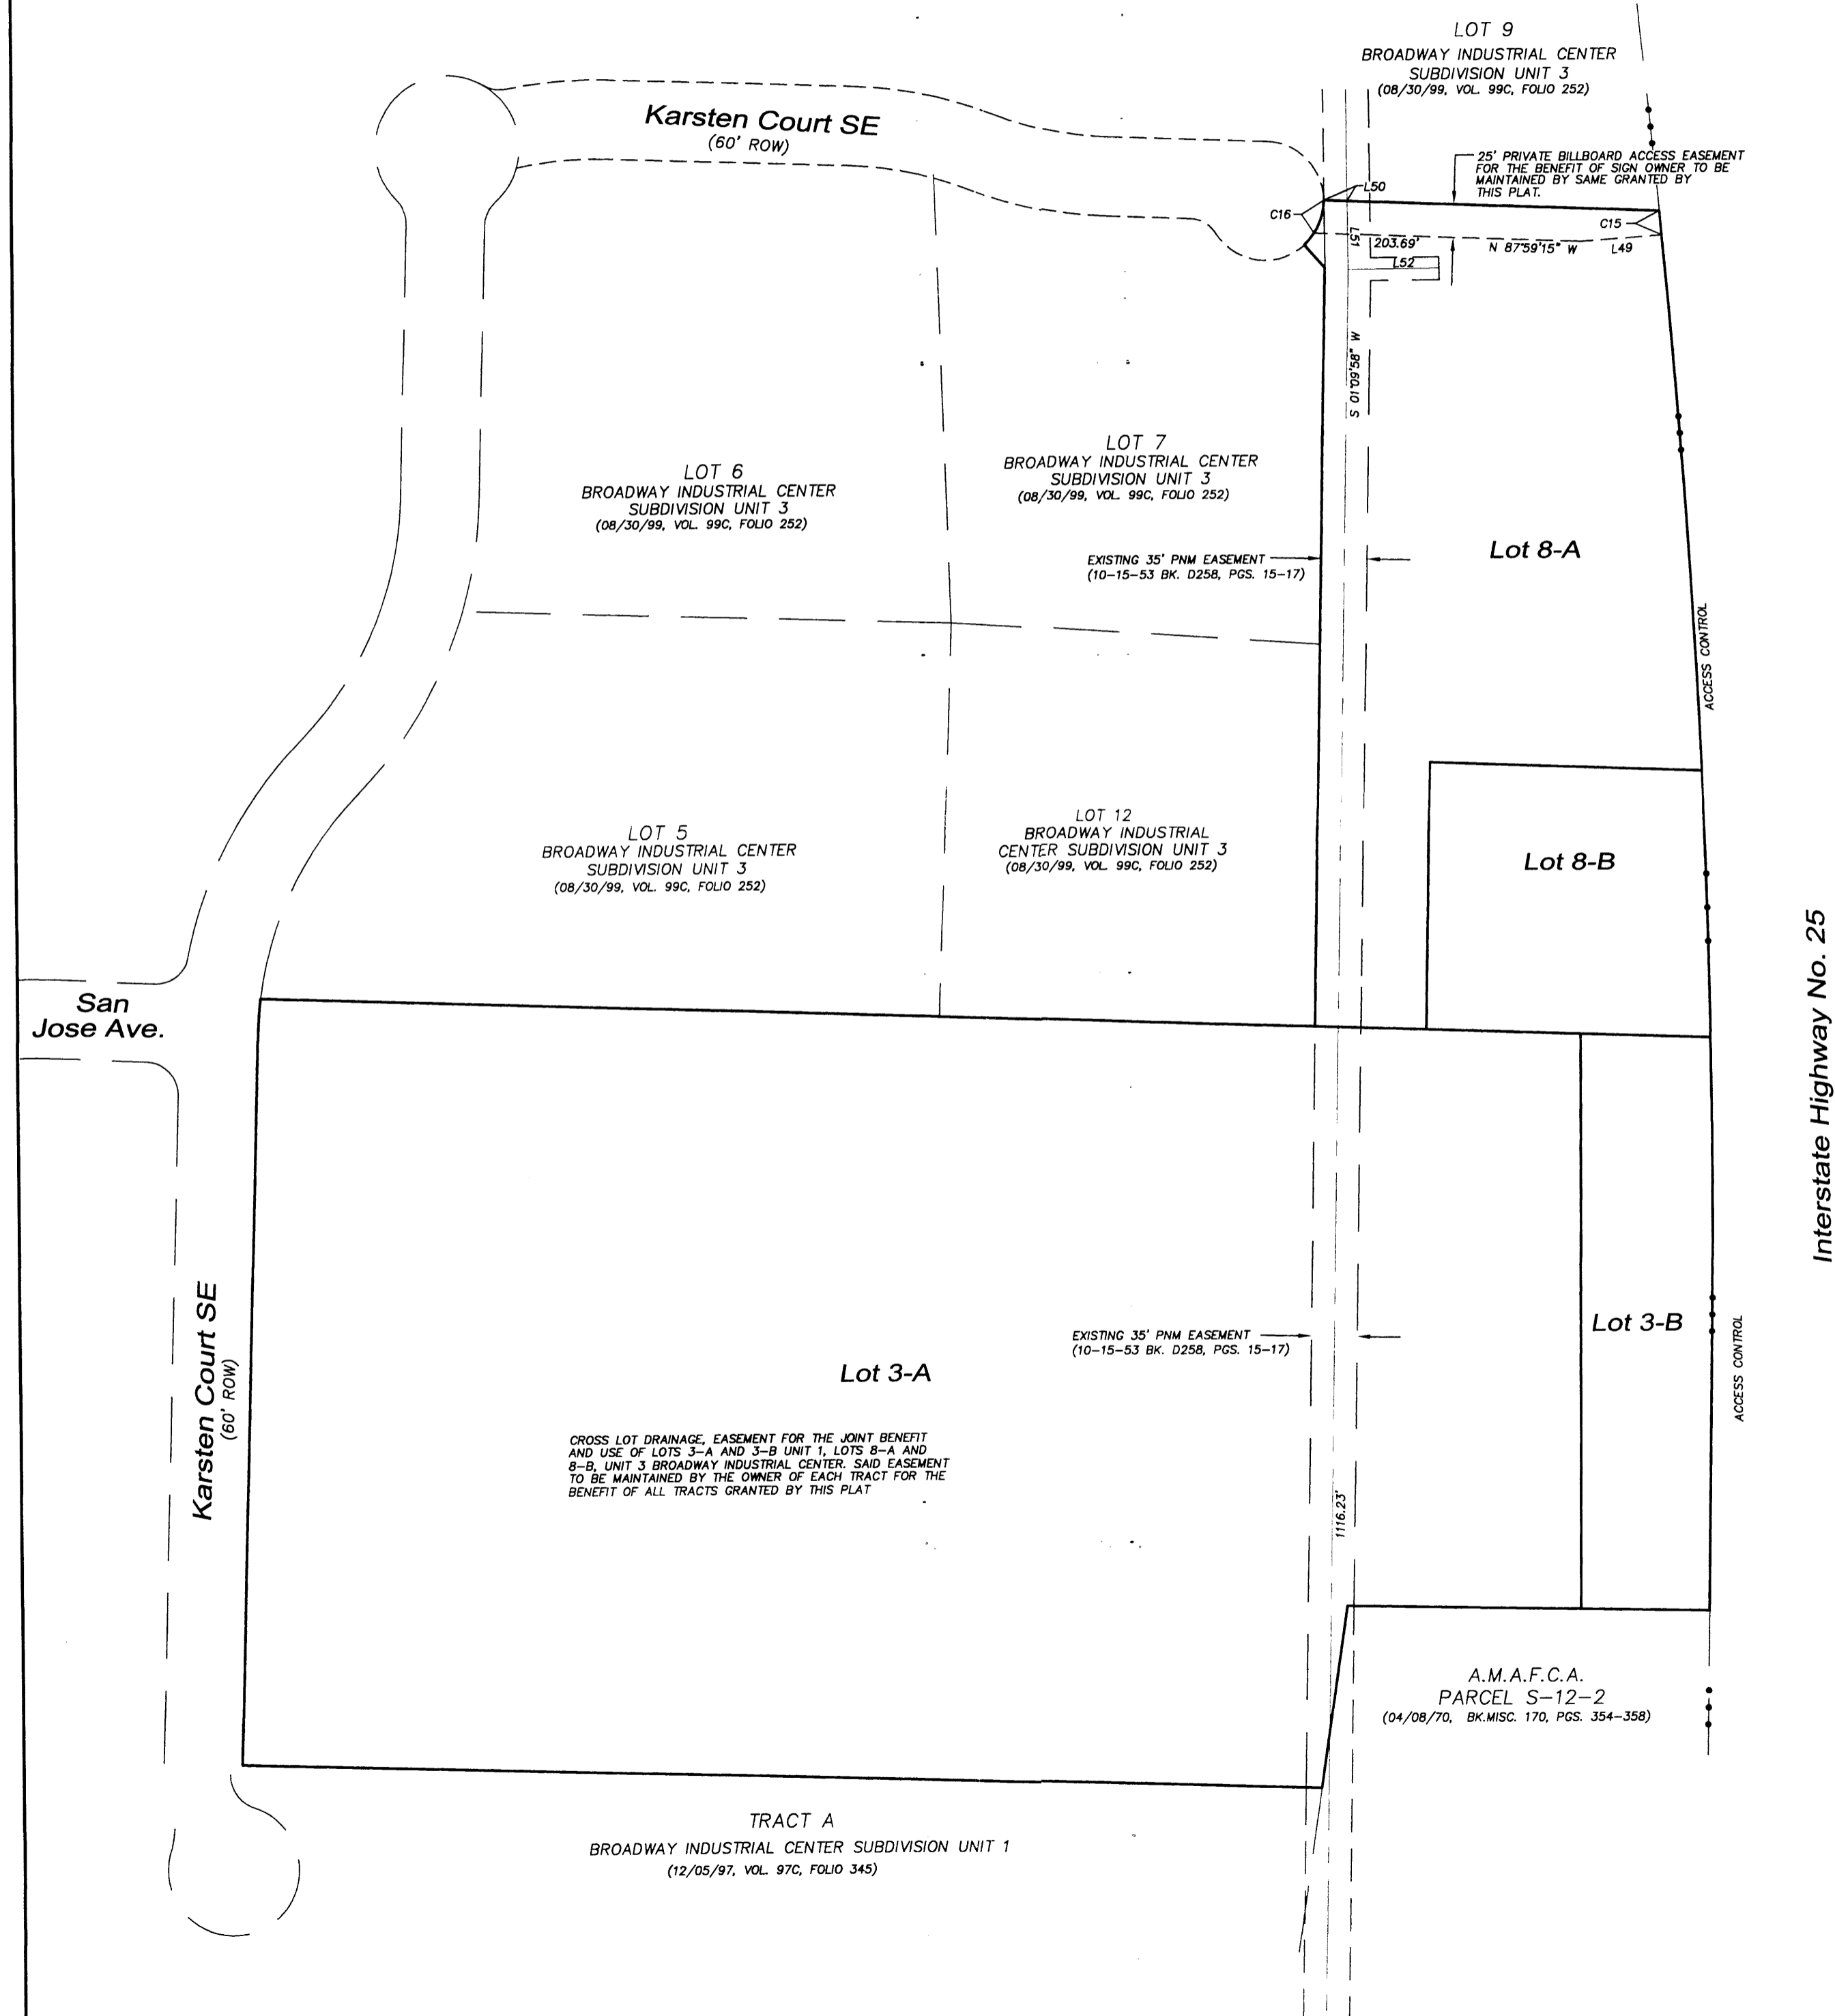 LOT 9
BROADWAY INDUSTRIAL CENTER
SUBDIVISION UNIT 3
(08/30/99, VOL. 99C, FOLIO 252)
Karsten Court SE
(60' ROW)
25' PRIVATE BILLBOARD ACCESS EASEMENT
FOR THE BENEFIT OF SIGN OWNER TO BE
MAINTAINED BY SAME GRANTED BY
THIS PLAT.
L50
C16
C15
L51
203.69'
N 87°59'15" W
L49
L52
S 01°09'58" W
LOT 6
BROADWAY INDUSTRIAL CENTER
SUBDIVISION UNIT 3
(08/30/99, VOL. 99C, FOLIO 252)
LOT 7
BROADWAY INDUSTRIAL CENTER
SUBDIVISION UNIT 3
(08/30/99, VOL. 99C, FOLIO 252)
EXISTING 35' PNM EASEMENT
(10-15-53 BK. D258, PGS. 15-17)
Lot 8-A
ACCESS CONTROL
LOT 5
BROADWAY INDUSTRIAL CENTER
SUBDIVISION UNIT 3
(08/30/99, VOL. 99C, FOLIO 252)
LOT 12
BROADWAY INDUSTRIAL
CENTER SUBDIVISION UNIT 3
(08/30/99, VOL. 99C, FOLIO 252)
Lot 8-B
San
Jose Ave.
Interstate Highway No. 25
Karsten Court SE
(60' ROW)
Lot 3-A
CROSS LOT DRAINAGE, EASEMENT FOR THE JOINT BENEFIT
AND USE OF LOTS 3-A AND 3-B UNIT 1, LOTS 8-A AND
8-B, UNIT 3 BROADWAY INDUSTRIAL CENTER. SAID EASEMENT
TO BE MAINTAINED BY THE OWNER OF EACH TRACT FOR THE
BENEFIT OF ALL TRACTS GRANTED BY THIS PLAT
EXISTING 35' PNM EASEMENT
(10-15-53 BK. D258, PGS. 15-17)
Lot 3-B
ACCESS CONTROL
1116.23'
A.M.A.F.C.A.
PARCEL S-12-2
(04/08/70, BK.MISC. 170, PGS. 354-358)
TRACT A
BROADWAY INDUSTRIAL CENTER SUBDIVISION UNIT 1
(12/05/97, VOL. 97C, FOLIO 345)